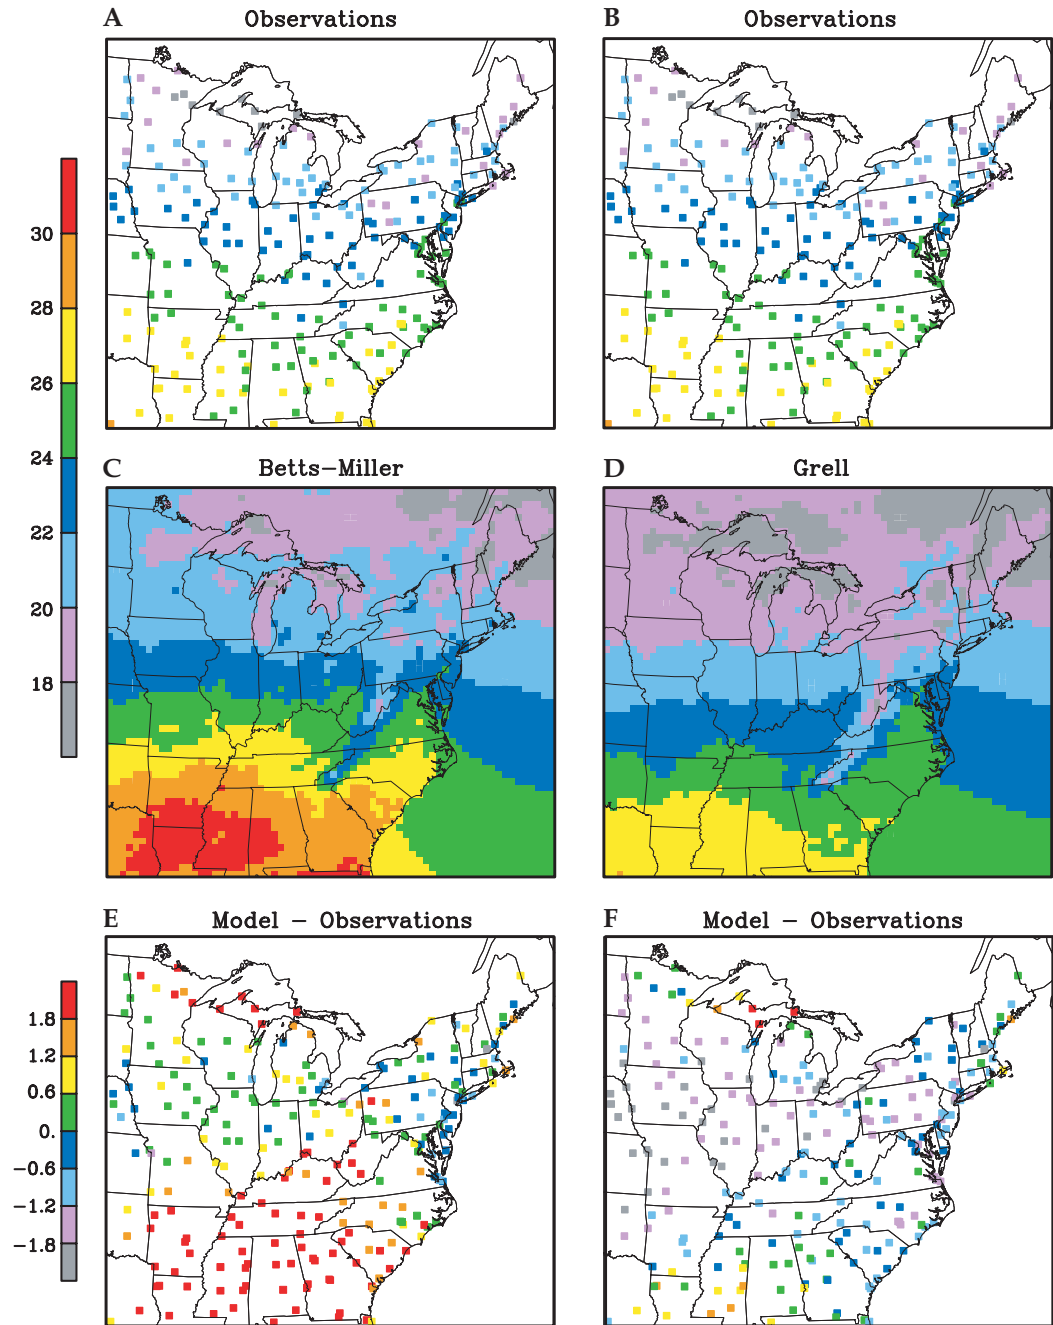 A Observations
B Observations
30
28
26
24
22
20
18
C Betts–Miller
D Grell
E Model – Observations
F Model – Observations
1.8
1.2
0.6
0.
–0.6
–1.2
–1.8